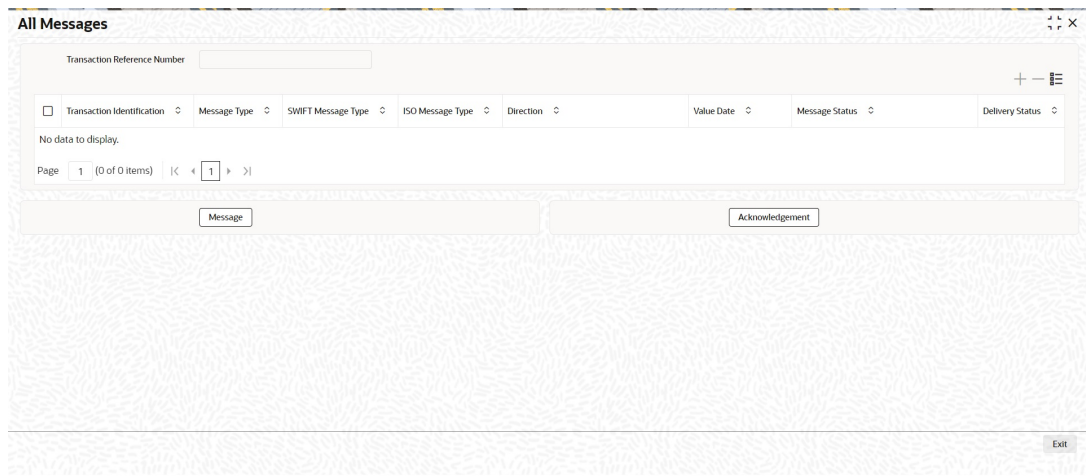 All Messages
Transaction Reference Number
Transaction Identification Message Type SWIFT Message Type ISO Message Type Direction Value Date Message Status Delivery Status
No data to display.
Page 1 (0 of 0 items) 1
Message Acknowledgement
Exit